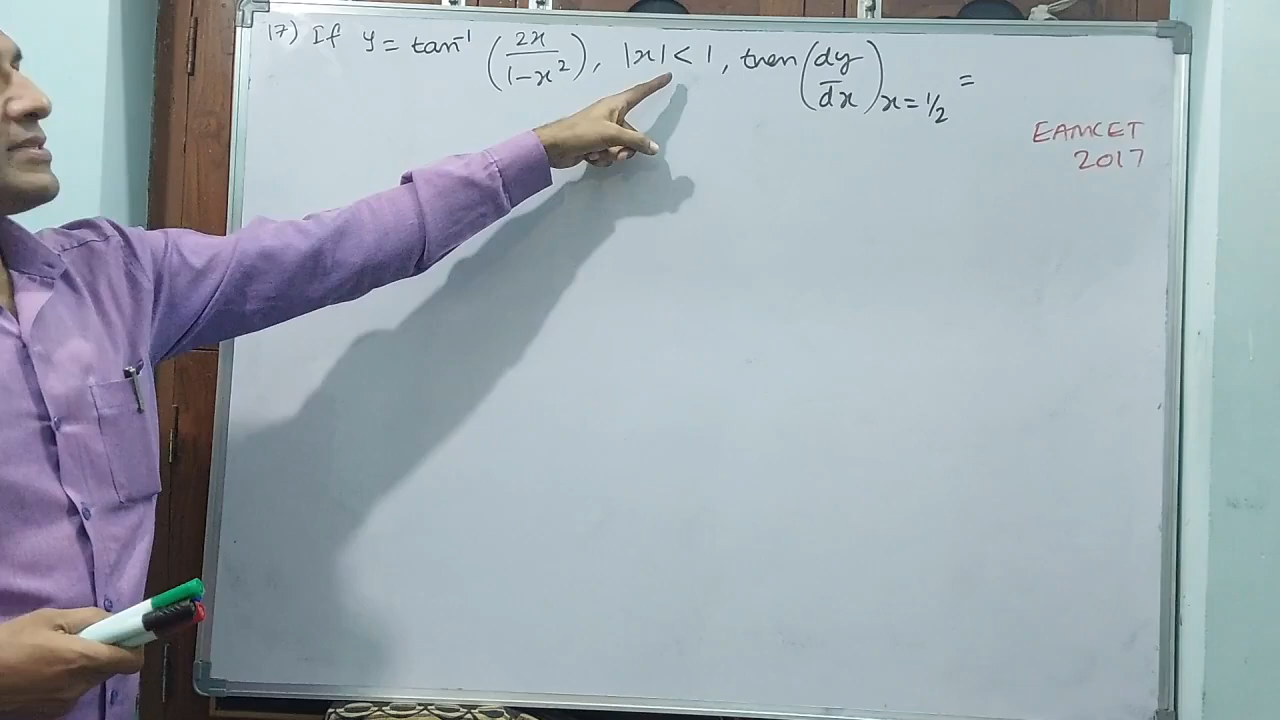 17) If y = tan⁻¹ (2x/(1-x²)), |x| < 1, then (dy/dx)x=1/2 =
EAMCET
2017